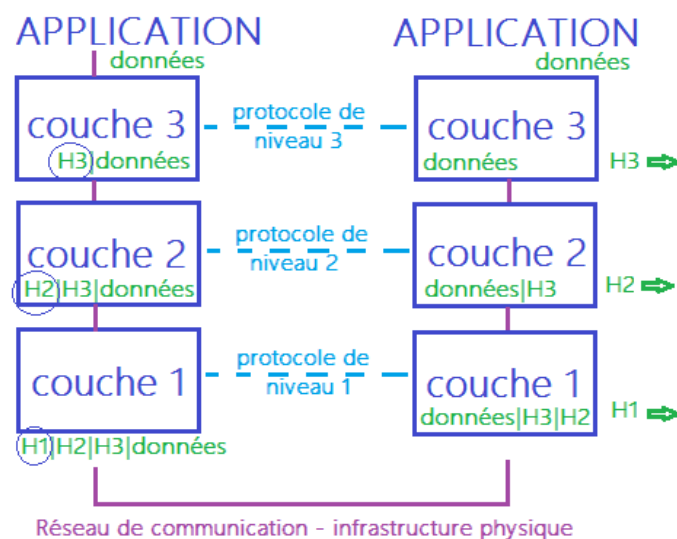 APPLICATION
données
couche 3
H3|données
couche 2
H2|H3|données
couche 1
H1|H2|H3|données
protocole de
niveau 3
protocole de
niveau 2
protocole de
niveau 1
APPLICATION
données
couche 3
données
H3
couche 2
données|H3
H2
couche 1
données|H3|H2
H1
Réseau de communication - infrastructure physique